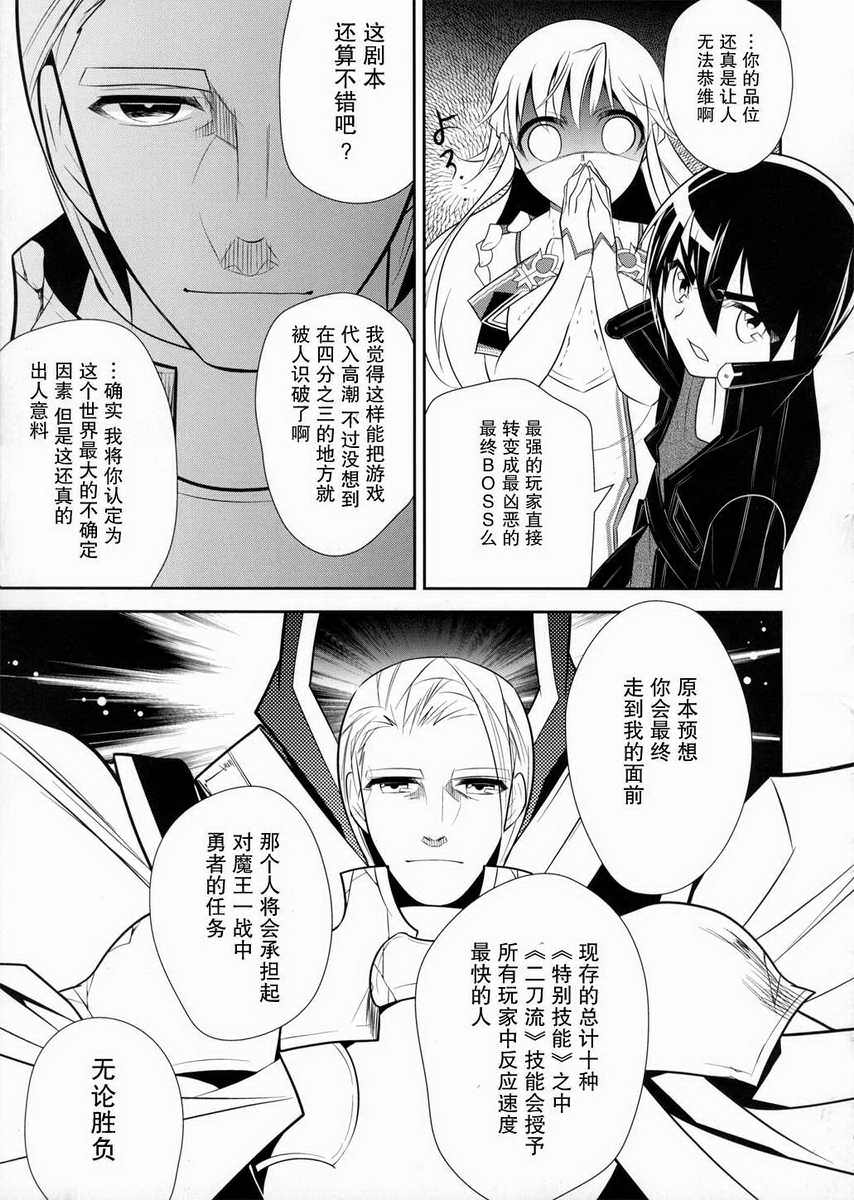 …你的品位
还真是让人
无法恭维啊
よろ
最强的玩家直接
转变成最凶恶的
最终BOSS么
这剧本
还算不错吧？
我觉得这样能把游戏
代入高潮 不过没想到
在四分之三的地方就
被人识破了啊
…确实 我将你认定为
这个世界最大的不确定
因素 但是这还真的
出人意料
原本预想
你会最终
走到我的面前
现存的总计十种
《特别技能》之中
《二刀流》技能会授予
所有玩家中反应速度
最快的人
那个人将会承担起
对魔王一战中
勇者的任务
无论胜负